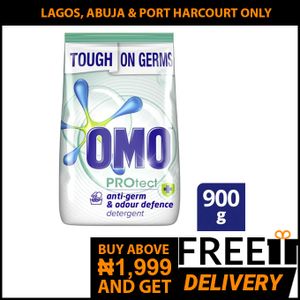 LAGOS, ABUJA & PORT HARCOURT ONLY
TOUGH ON GERMS
OMO
PROtect
anti-germ
& odour defence
detergent
900
g
BUY ABOVE
₦1,999
AND GET
FREE
DELIVERY